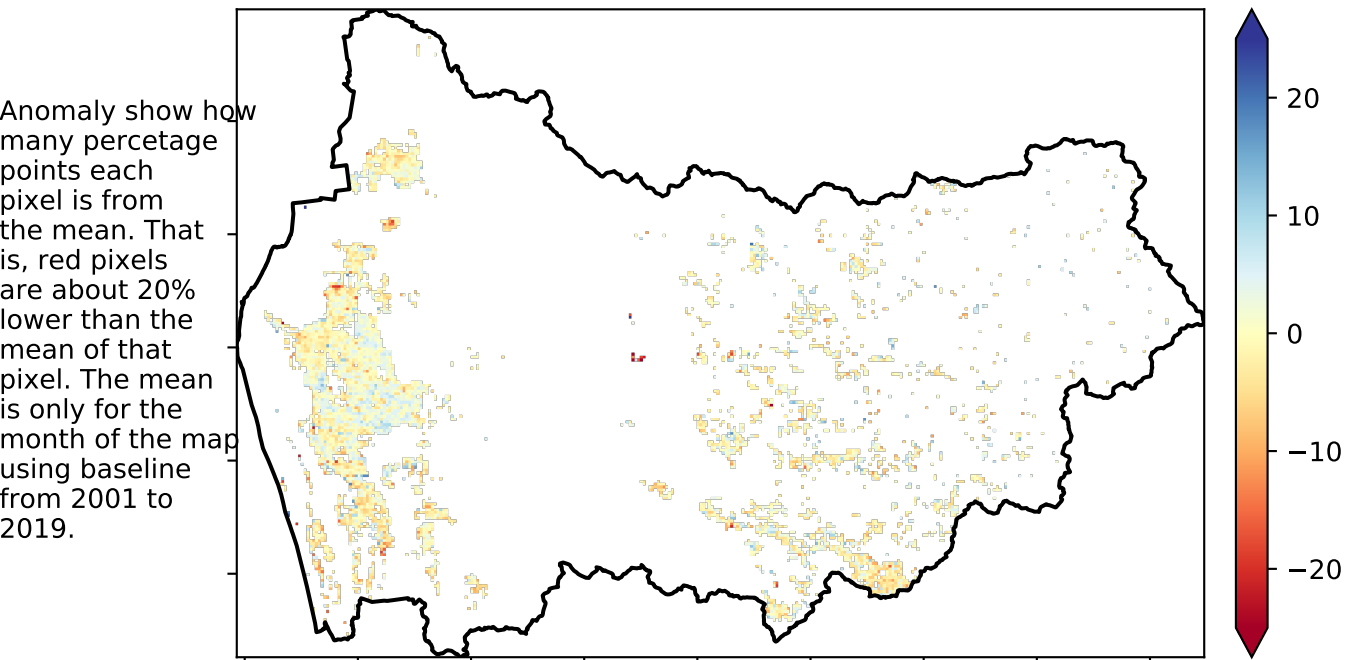 Anomaly show how
many percetage
points each
pixel is from
the mean. That
is, red pixels
are about 20%
lower than the
mean of that
pixel. The mean
is only for the
month of the map
using baseline
from 2001 to
2019.
20
10
0
−10
−20